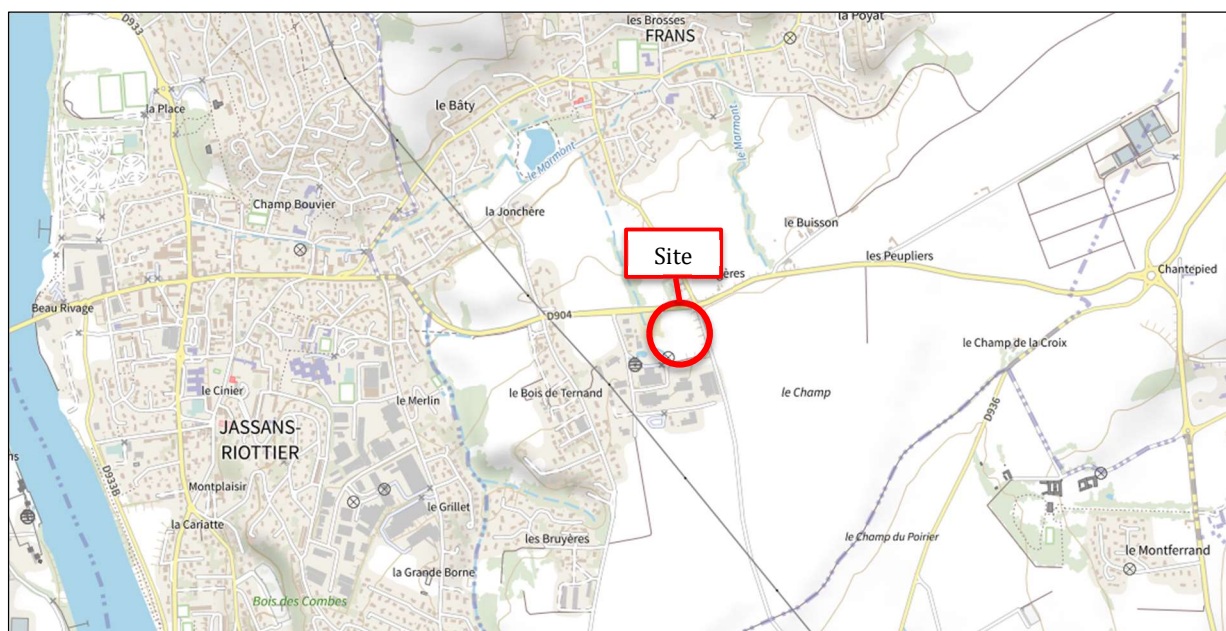 D933
les Brosses
la Poyat
FRANS
la Place
le Bâty
le Marmont
le Mormont
Champ Bouvier
la Jonchère
le Buisson
Site
ères
les Peupliers
Chantepied
Beau Rivage
D904
le Champ de la Croix
le Cinier
le Merlin
le Bois de Ternand
le Champ
D936
JASSANS-
RIOTTIER
ns
D933B
Montplaisir
le Grillet
la Cariatte
les Bruyères
le Champ du Poirier
le Montferrand
la Grande Borne
Bois des Combes